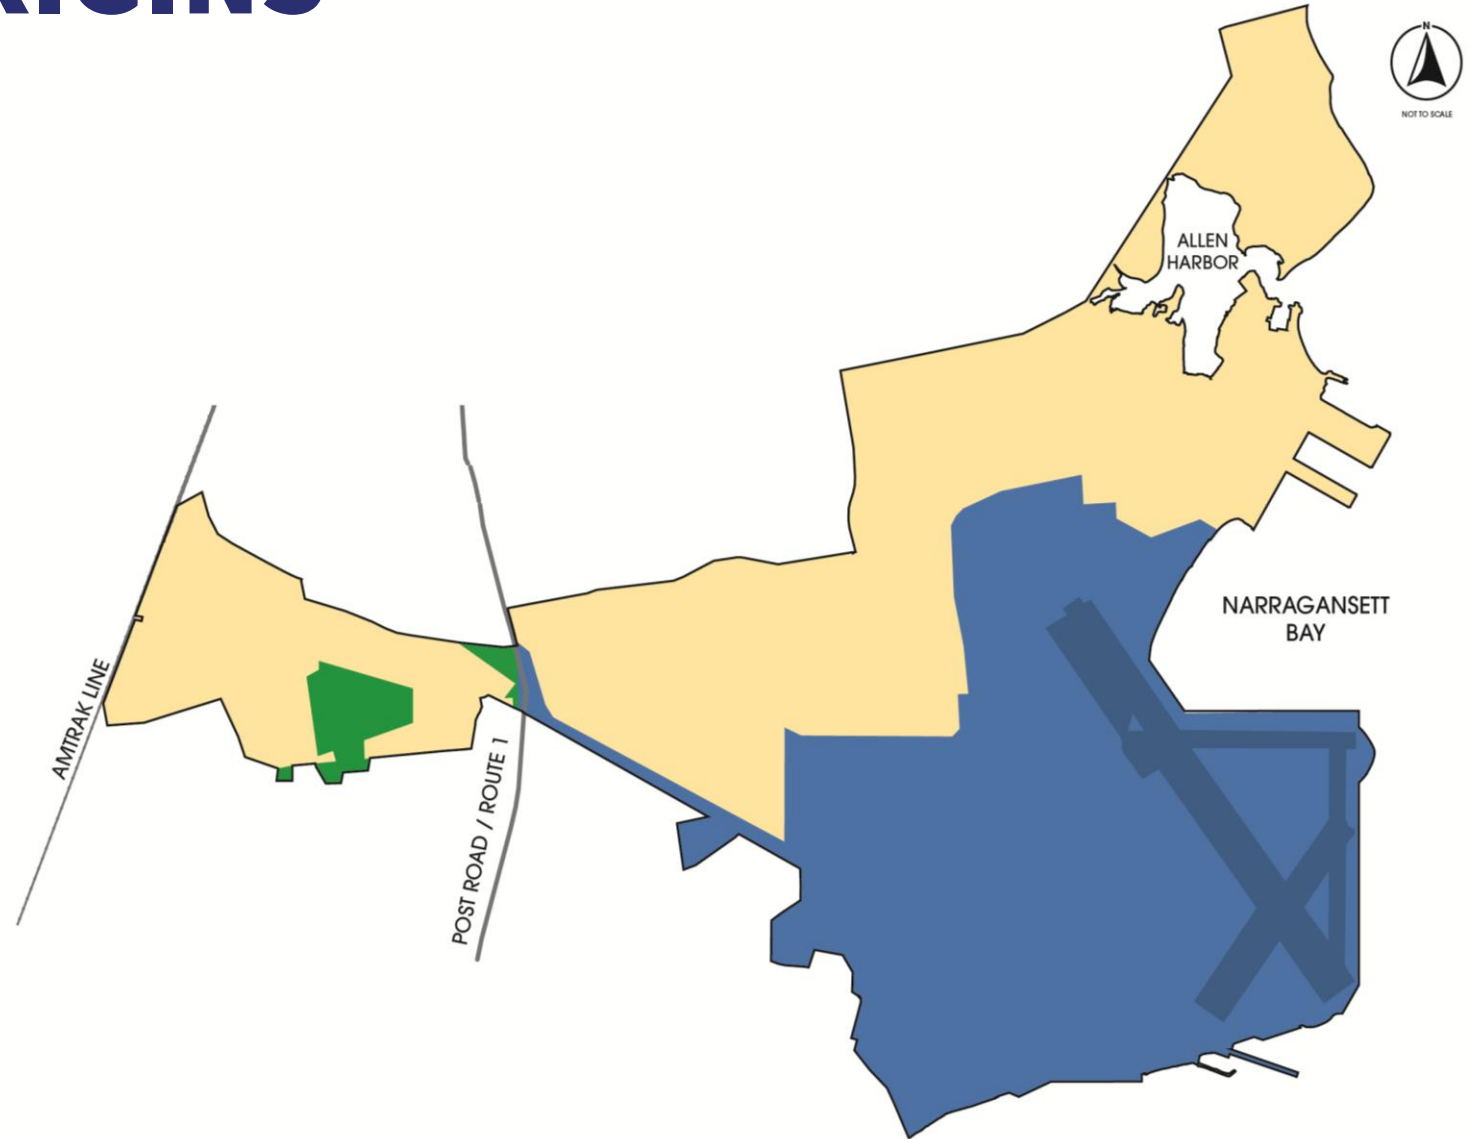 N
NOT TO SCALE
ALLEN
HARBOR
NARRAGANSETT
BAY
AMTRAK LINE
POST ROAD / ROUTE 1